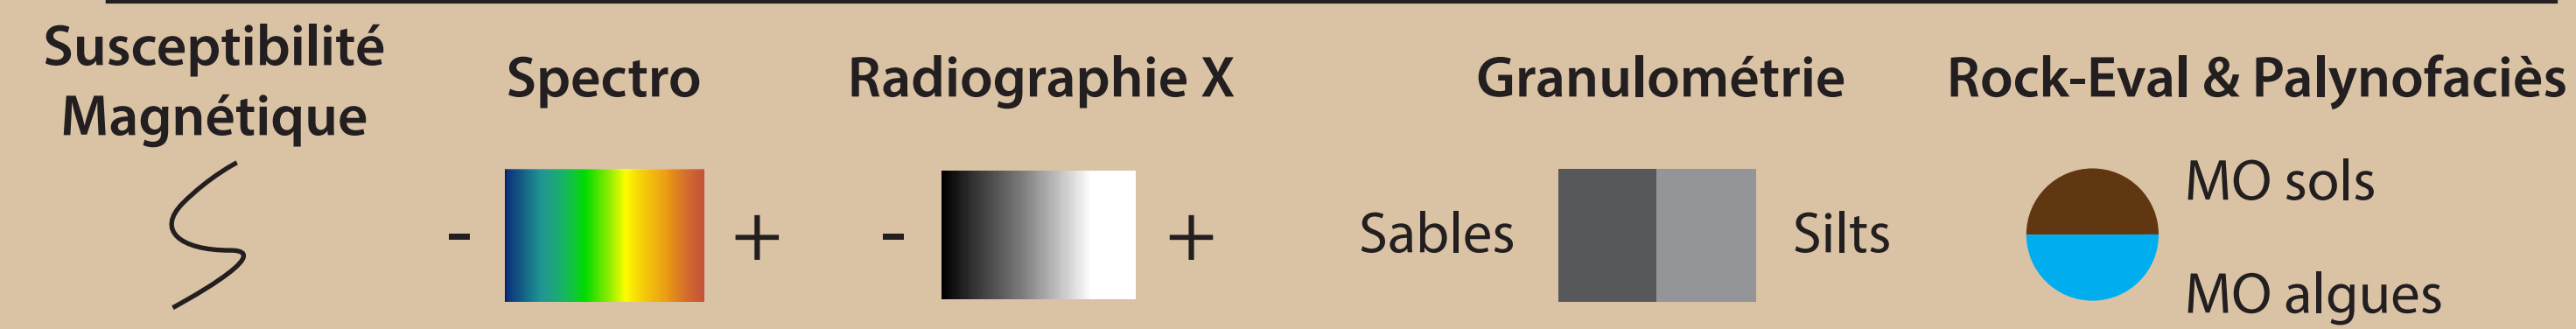 Susceptibilité
Magnétique
Spectro
Radiographie X
Granulométrie
Rock-Eval & Palynofaciès
- +
- +
Sables Silts
MO sols
MO algues